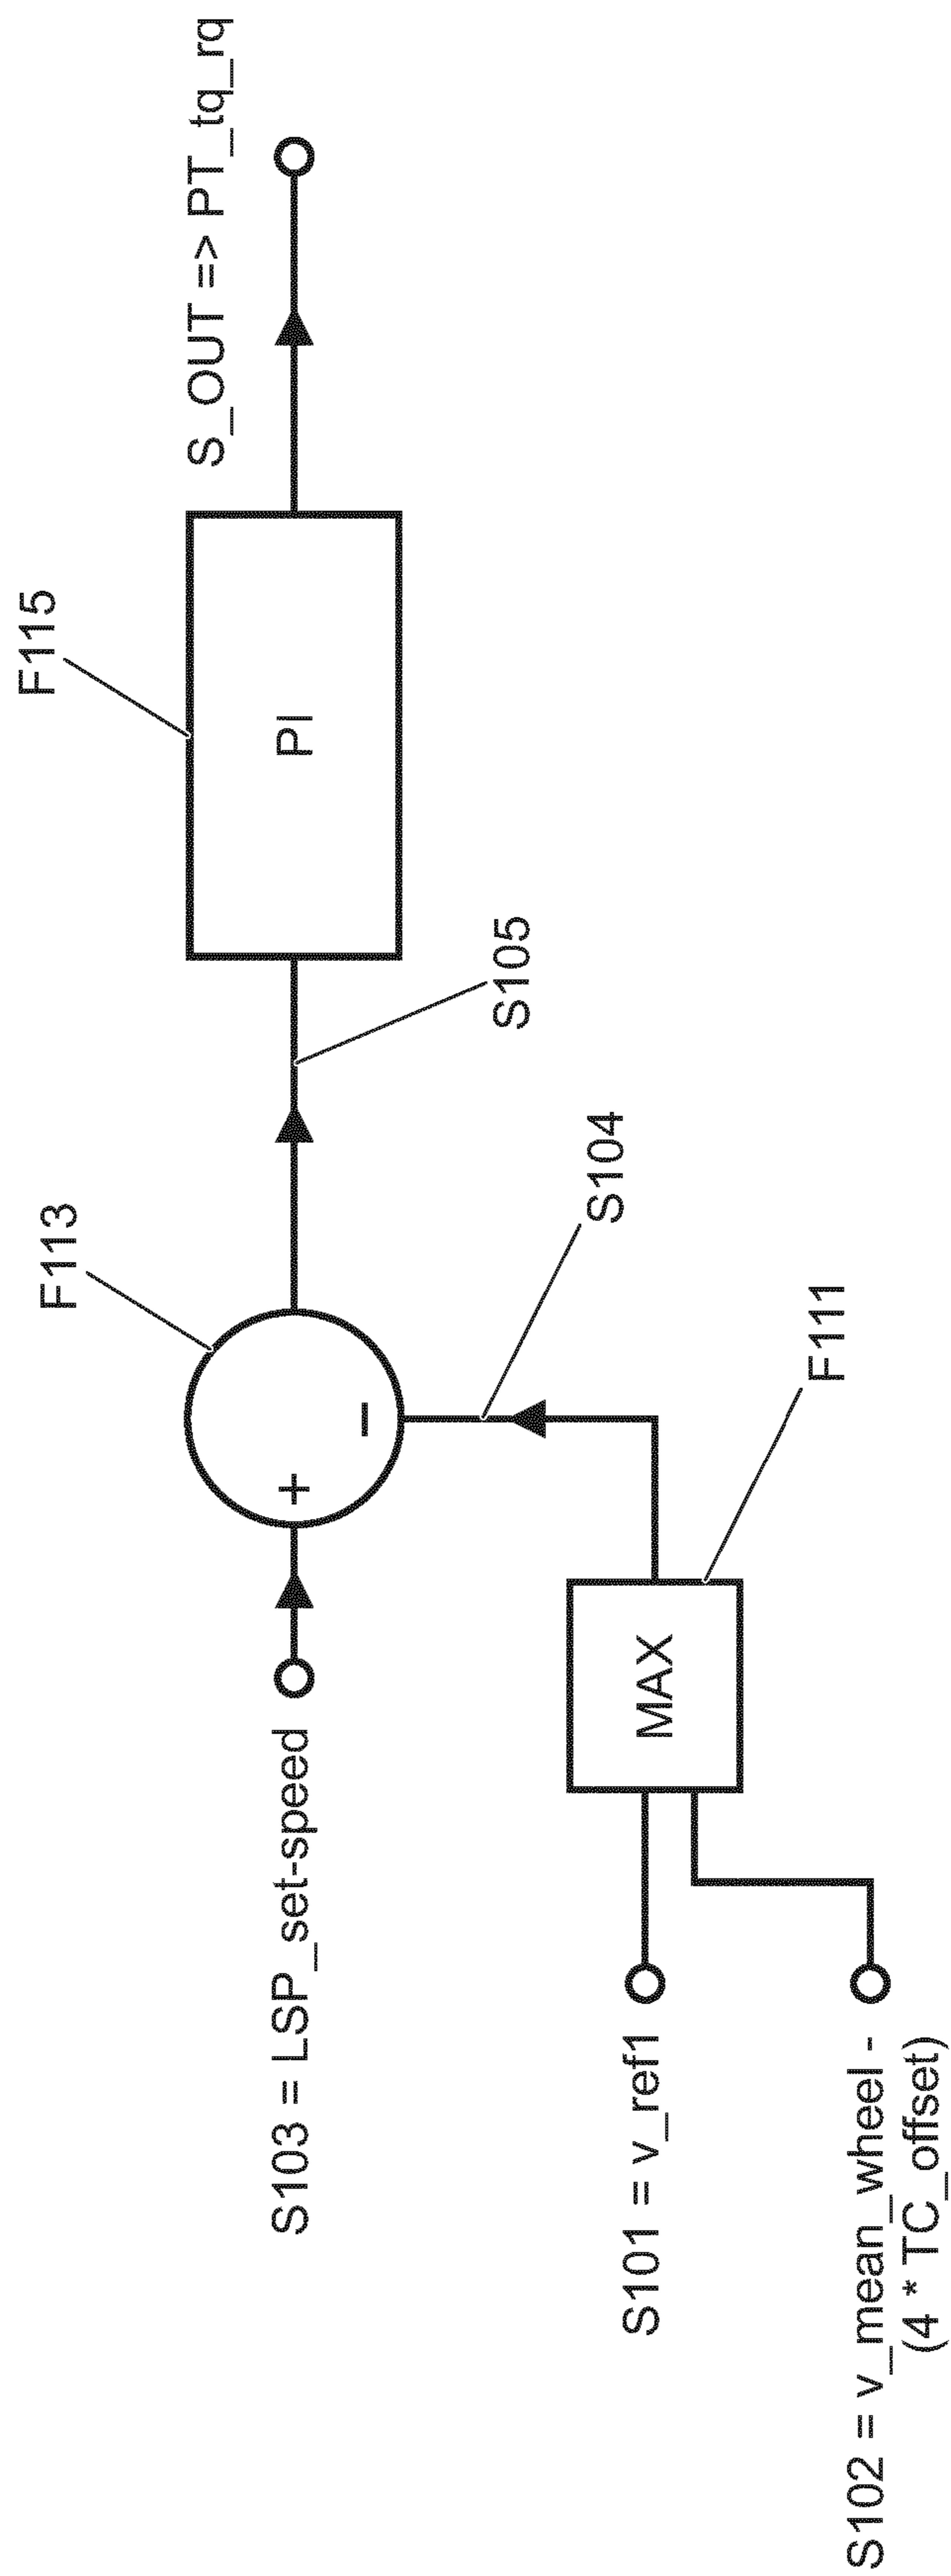 F115
S_OUT => PT_tq_rq
F113
PI
+
-
S105
S103 = LSP_set-speed
S104
MAX
F111
S101 = v_ref1
S102 = v_mean_wheel -
(4 * TC_offset)